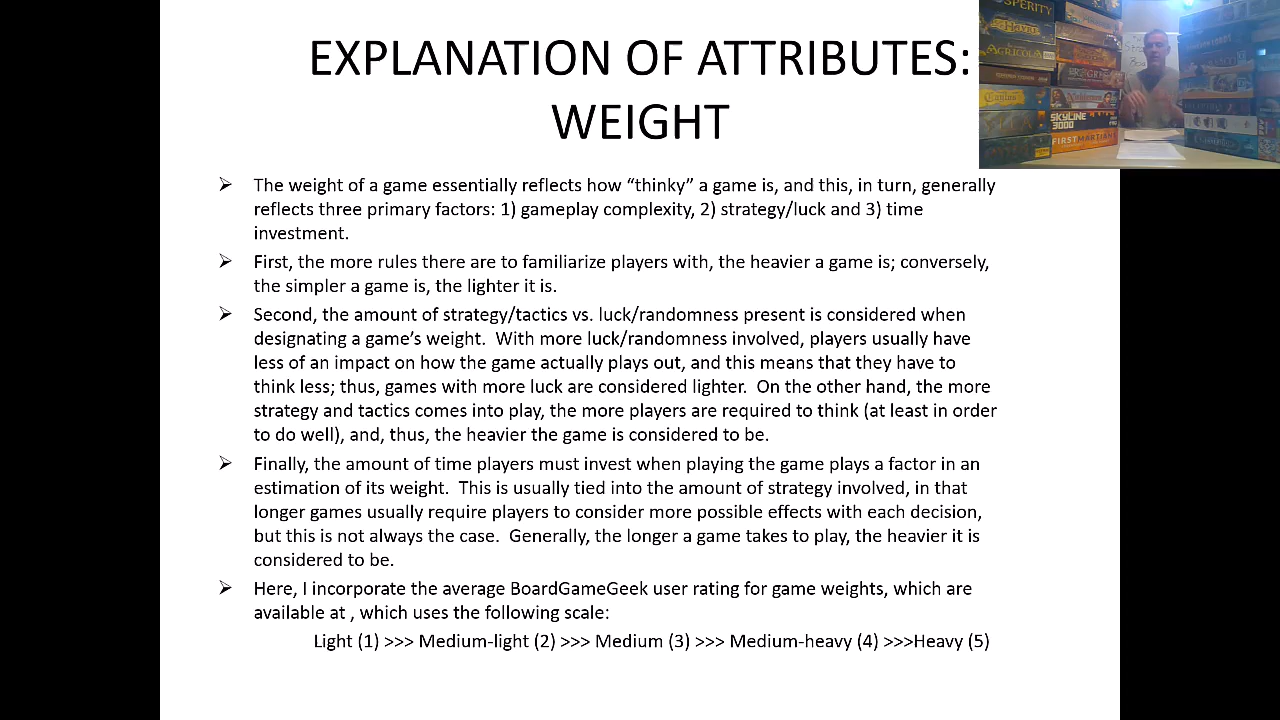 EXPLANATION OF ATTRIBUTES:
WEIGHT
The weight of a game essentially reflects how “thinky” a game is, and this, in turn, generally
reflects three primary factors: 1) gameplay complexity, 2) strategy/luck and 3) time
investment.
First, the more rules there are to familiarize players with, the heavier a game is; conversely,
the simpler a game is, the lighter it is.
Second, the amount of strategy/tactics vs. luck/randomness present is considered when
designating a game’s weight.  With more luck/randomness involved, players usually have
less of an impact on how the game actually plays out, and this means that they have to
think less; thus, games with more luck are considered lighter.  On the other hand, the more
strategy and tactics comes into play, the more players are required to think (at least in order
to do well), and, thus, the heavier the game is considered to be.
Finally, the amount of time players must invest when playing the game plays a factor in an
estimation of its weight.  This is usually tied into the amount of strategy involved, in that
longer games usually require players to consider more possible effects with each decision,
but this is not always the case.  Generally, the longer a game takes to play, the heavier it is
considered to be.
Here, I incorporate the average BoardGameGeek user rating for game weights, which are
available at , which uses the following scale:
Light (1) >>> Medium-light (2) >>> Medium (3) >>> Medium-heavy (4) >>>Heavy (5)
AGRICOLA
SKYLINE
3000
FIRST MARTIANS